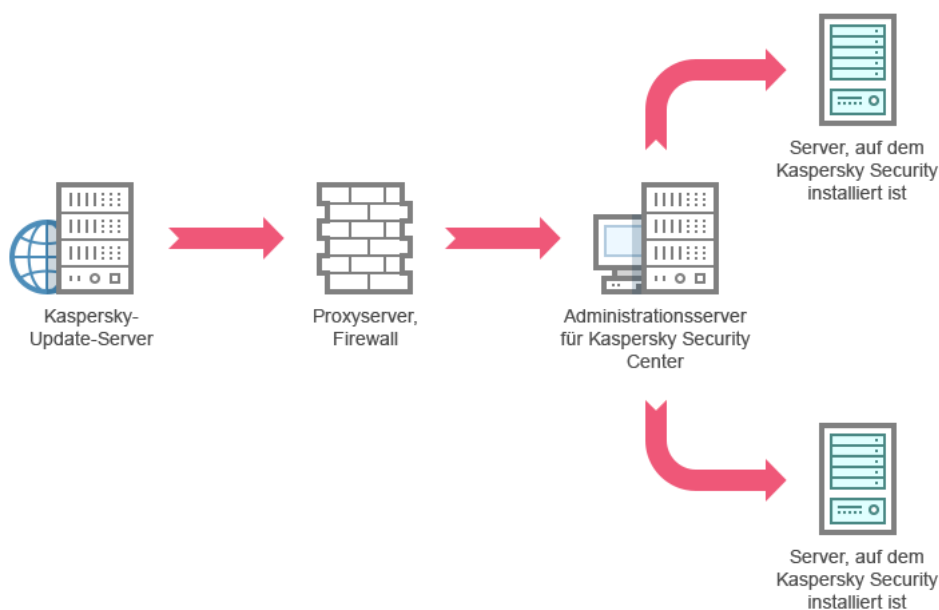 Server, auf dem
Kaspersky Security
installiert ist
Kaspersky-
Update-Server
Proxyserver,
Firewall
Administrationsserver
für Kaspersky Security
Center
Server, auf dem
Kaspersky Security
installiert ist